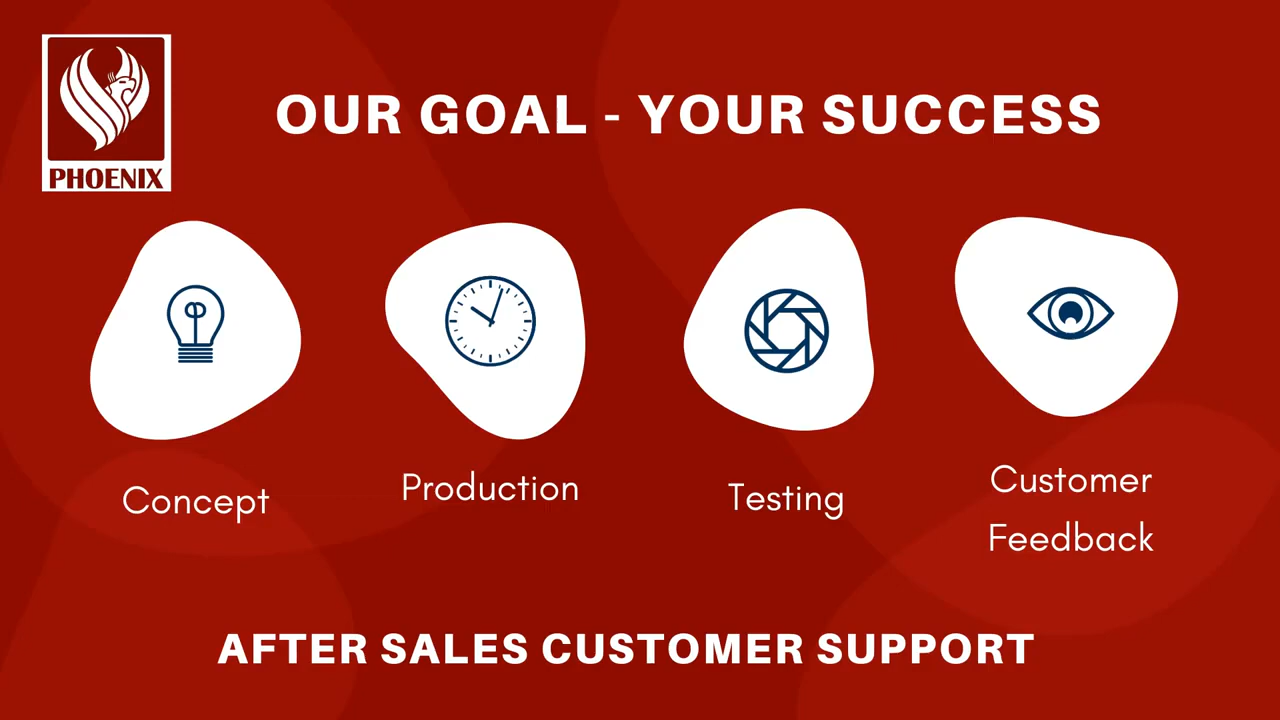 PHOENIX
OUR GOAL - YOUR SUCCESS
Concept
Production
Testing
Customer
Feedback
AFTER SALES CUSTOMER SUPPORT